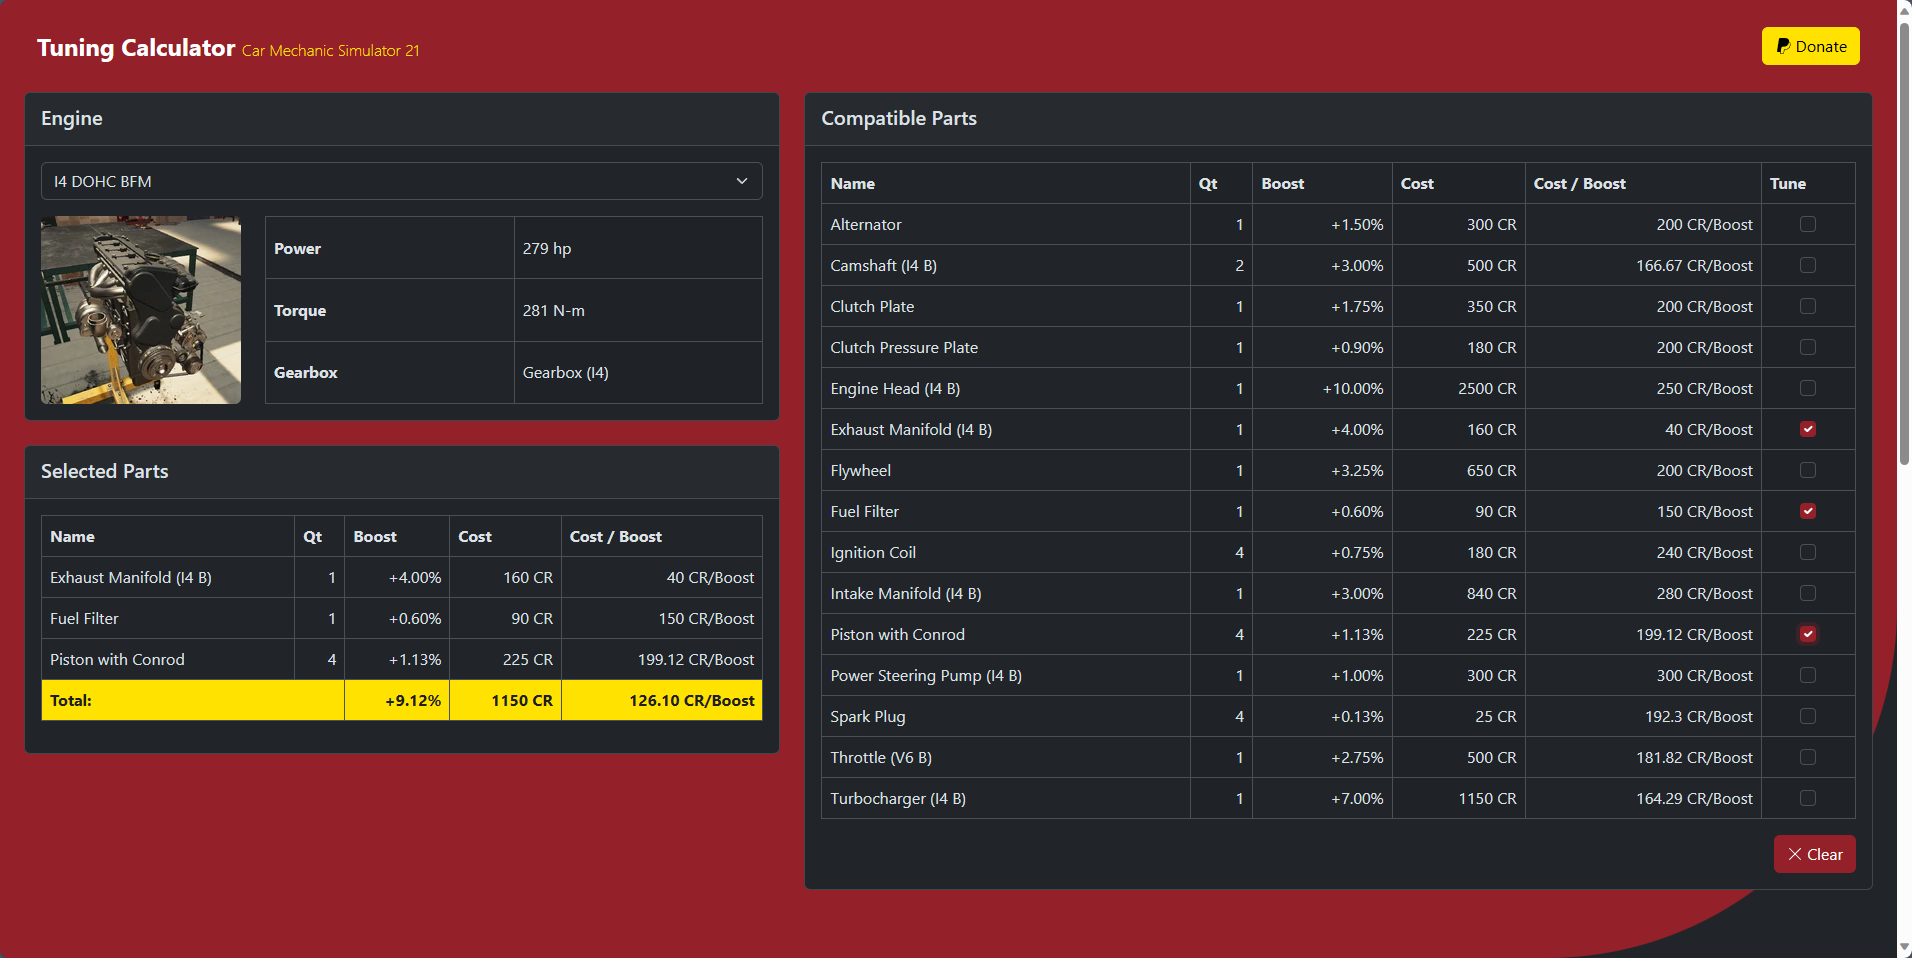 Tuning Calculator Car Mechanic Simulator 21
Donate
Engine
I4 DOHC BFM
Power 279 hp
Torque 281 N-m
Gearbox Gearbox (I4)
Selected Parts
Name Qt Boost Cost Cost / Boost
Exhaust Manifold (I4 B) 1 +4.00% 160 CR 40 CR/Boost
Fuel Filter 1 +0.60% 90 CR 150 CR/Boost
Piston with Conrod 4 +1.13% 225 CR 199.12 CR/Boost
Total: +9.12% 1150 CR 126.10 CR/Boost
Compatible Parts
Name Qt Boost Cost Cost / Boost Tune
Alternator 1 +1.50% 300 CR 200 CR/Boost
Camshaft (I4 B) 2 +3.00% 500 CR 166.67 CR/Boost
Clutch Plate 1 +1.75% 350 CR 200 CR/Boost
Clutch Pressure Plate 1 +0.90% 180 CR 200 CR/Boost
Engine Head (I4 B) 1 +10.00% 2500 CR 250 CR/Boost
Exhaust Manifold (I4 B) 1 +4.00% 160 CR 40 CR/Boost
Flywheel 1 +3.25% 650 CR 200 CR/Boost
Fuel Filter 1 +0.60% 90 CR 150 CR/Boost
Ignition Coil 4 +0.75% 180 CR 240 CR/Boost
Intake Manifold (I4 B) 1 +3.00% 840 CR 280 CR/Boost
Piston with Conrod 4 +1.13% 225 CR 199.12 CR/Boost
Power Steering Pump (I4 B) 1 +1.00% 300 CR 300 CR/Boost
Spark Plug 4 +0.13% 25 CR 192.3 CR/Boost
Throttle (V6 B) 1 +2.75% 500 CR 181.82 CR/Boost
Turbocharger (I4 B) 1 +7.00% 1150 CR 164.29 CR/Boost
Clear